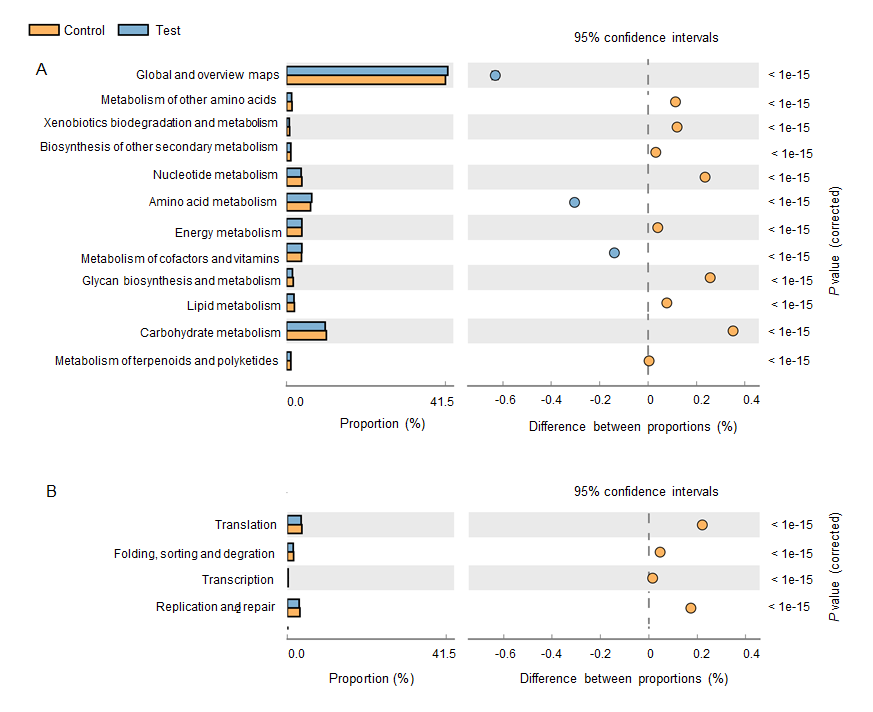 Control Test
95% confidence intervals
A
Global and overview maps < 1e-15
Metabolism of other amino acids < 1e-15
Xenobiotics biodegradation and metabolism < 1e-15
Biosynthesis of other secondary metabolism < 1e-15
Nucleotide metabolism < 1e-15
Amino acid metabolism < 1e-15
Energy metabolism < 1e-15
Metabolism of cofactors and vitamins < 1e-15
Glycan biosynthesis and metabolism < 1e-15
Lipid metabolism < 1e-15
Carbohydrate metabolism < 1e-15
Metabolism of terpenoids and polyketides < 1e-15
P value (corrected)
0.0 41.5 -0.6 -0.4 -0.2 0 0.2 0.4
Proportion (%) Difference between proportions (%)
B
95% confidence intervals
Translation < 1e-15
Folding, sorting and degration < 1e-15
Transcription < 1e-15
Replication and repair < 1e-15
P value (corrected)
0.0 41.5 -0.6 -0.4 -0.2 0 0.2 0.4
Proportion (%) Difference between proportions (%)